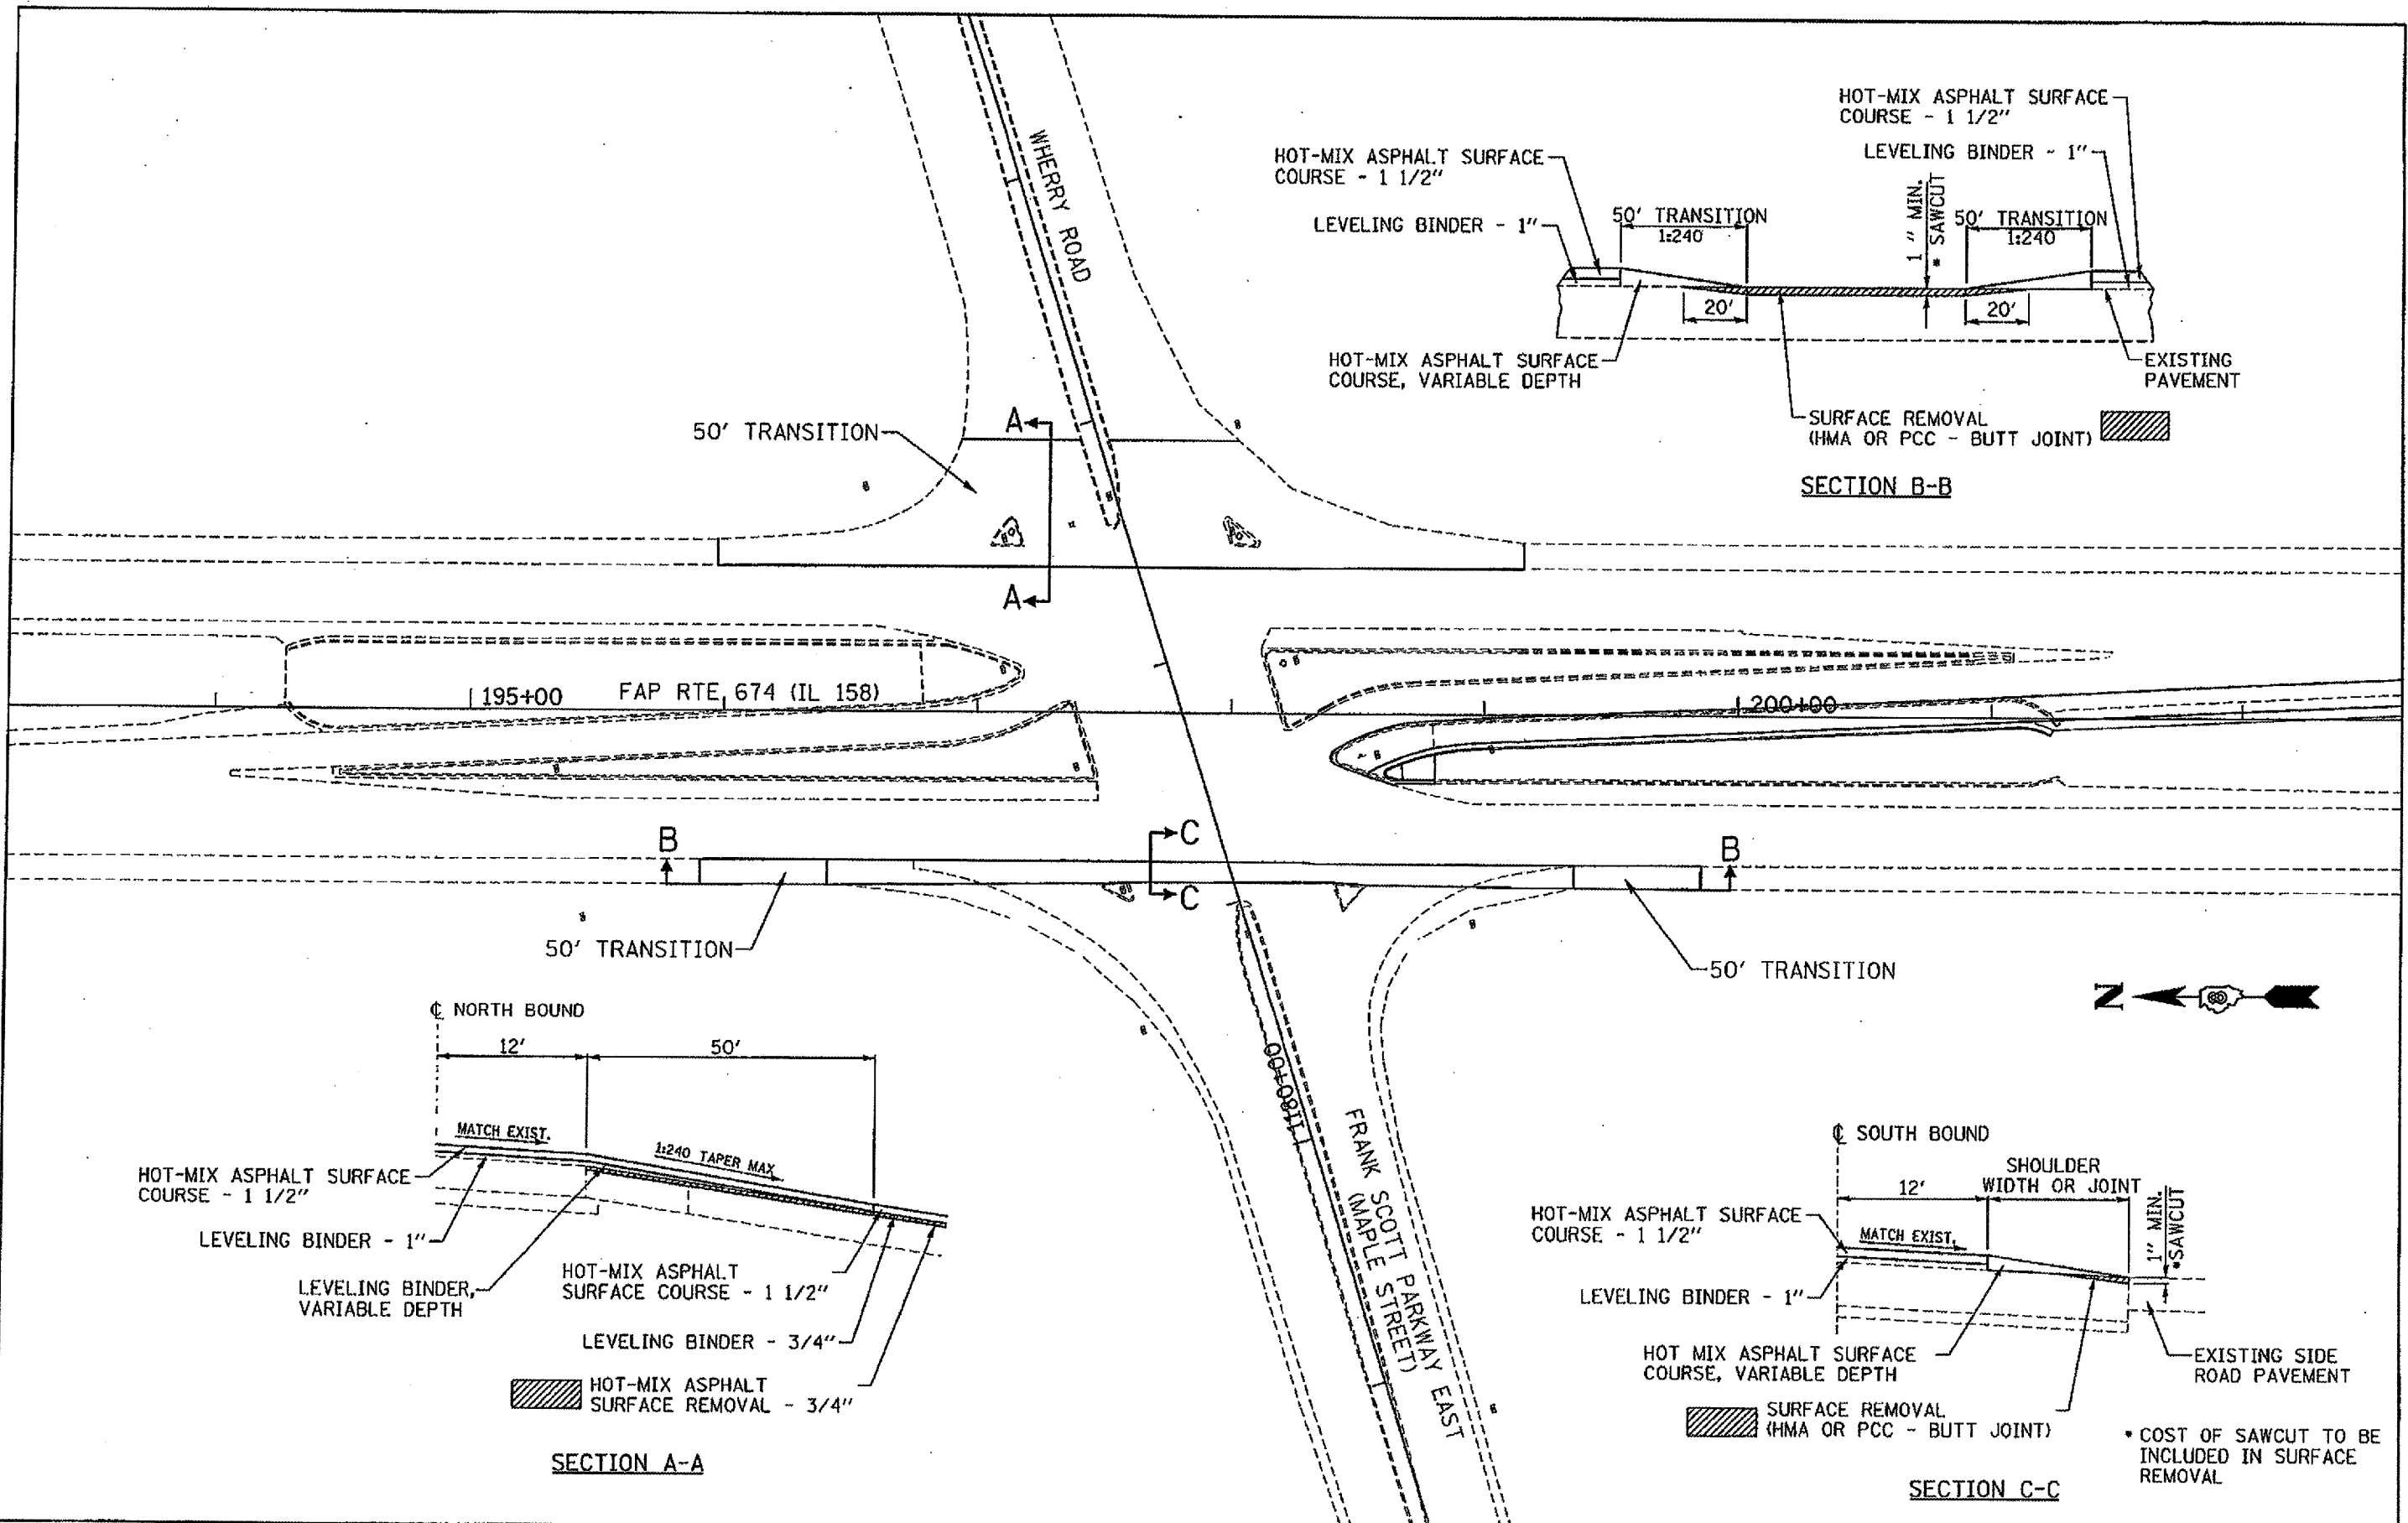 WHERRY ROAD
HOT-MIX ASPHALT SURFACE
COURSE - 1 1/2"
LEVELING BINDER - 1"
HOT-MIX ASPHALT SURFACE
COURSE - 1 1/2"
LEVELING BINDER - 1"
50' TRANSITION
1:240
1" MIN.
* SAWCUT
50' TRANSITION
1:240
20'
20'
HOT-MIX ASPHALT SURFACE
COURSE, VARIABLE DEPTH
EXISTING
PAVEMENT
SURFACE REMOVAL
(HMA OR PCC - BUTT JOINT)
SECTION B-B
50' TRANSITION
A
A
195+00
FAP RTE 674 (IL 158)
200+00
B
C
C
B
50' TRANSITION
50' TRANSITION
N
1180+00
FRANK SCOTT PARKWAY EAST
(MAPLE STREET)
℄ NORTH BOUND
12'
50'
MATCH EXIST.
1:240 TAPER MAX
HOT-MIX ASPHALT SURFACE
COURSE - 1 1/2"
LEVELING BINDER - 1"
LEVELING BINDER,
VARIABLE DEPTH
HOT-MIX ASPHALT
SURFACE COURSE - 1 1/2"
LEVELING BINDER - 3/4"
HOT-MIX ASPHALT
SURFACE REMOVAL - 3/4"
SECTION A-A
℄ SOUTH BOUND
12'
SHOULDER
WIDTH OR JOINT
1" MIN.
*SAWCUT
HOT-MIX ASPHALT SURFACE
COURSE - 1 1/2"
MATCH EXIST.
LEVELING BINDER - 1"
HOT MIX ASPHALT SURFACE
COURSE, VARIABLE DEPTH
EXISTING SIDE
ROAD PAVEMENT
SURFACE REMOVAL
(HMA OR PCC - BUTT JOINT)
* COST OF SAWCUT TO BE
INCLUDED IN SURFACE
REMOVAL
SECTION C-C